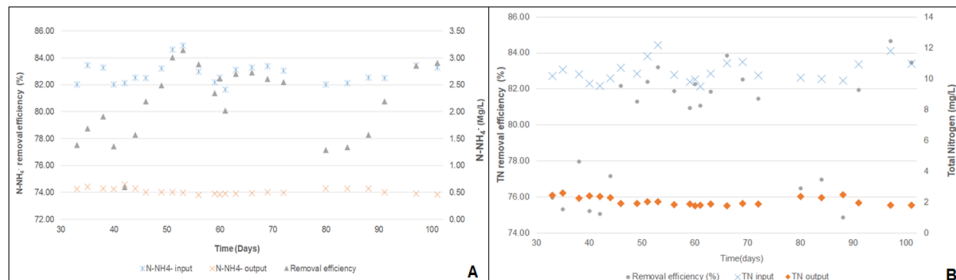 86.00
84.00
82.00
80.00
78.00
76.00
74.00
72.00
N-NH₄⁻ removal efficiency (%)
3.50
3.00
2.50
2.00
1.50
1.00
0.50
0.00
N-NH₄⁻ (Mg/L)
30 40 50 60 70 80 90 100
Time (Days)
N-NH4- input N-NH4- output Removal efficiency
A
86.00
84.00
82.00
80.00
78.00
76.00
74.00
TN removal efficiency (%)
14
12
10
8
6
4
2
0
Total Nitrogen (mg/L)
30 40 50 60 70 80 90 100
Time(days)
Removal efficiency (%) TN input TN output
B